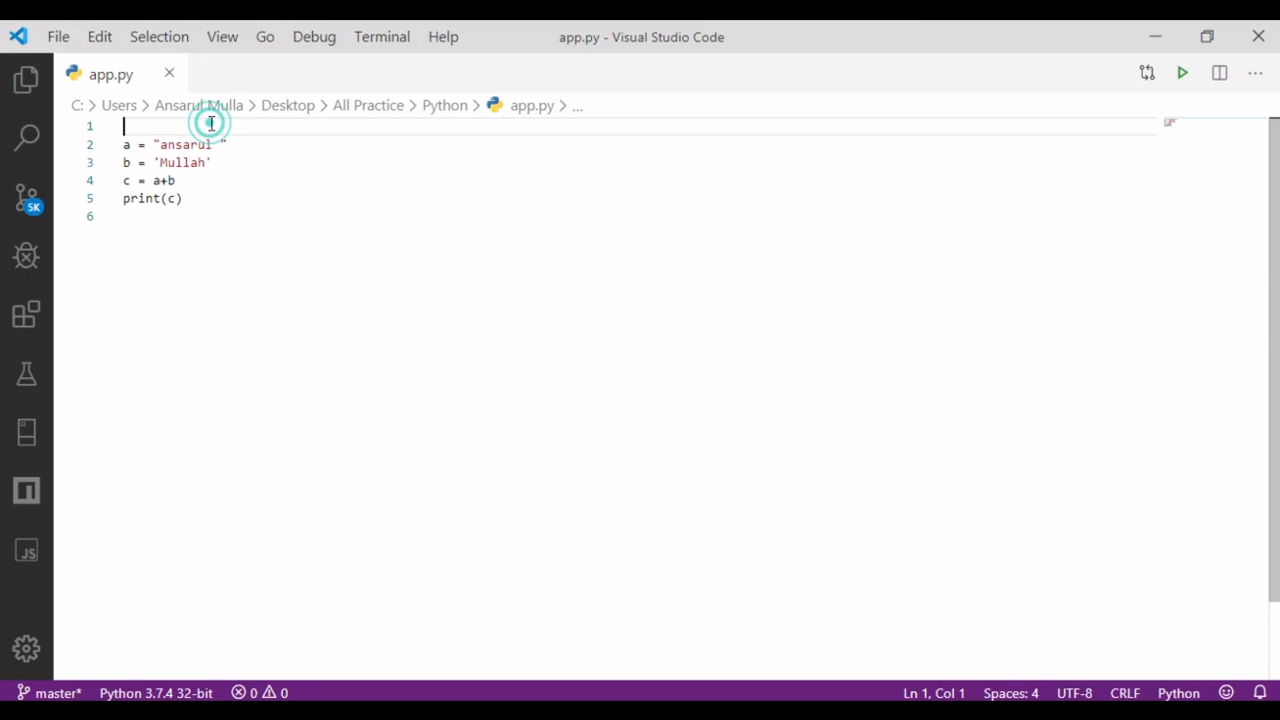 File Edit Selection View Go Debug Terminal Help app.py - Visual Studio Code
app.py
C: > Users > Ansarul Mulla > Desktop > All Practice > Python > app.py > ...
1
2 a = "ansarul "
3 b = 'Mullah'
4 c = a+b
5 print(c)
6
5K
JS
master* Python 3.7.4 32-bit 0 0 Ln 1, Col 1 Spaces: 4 UTF-8 CRLF Python